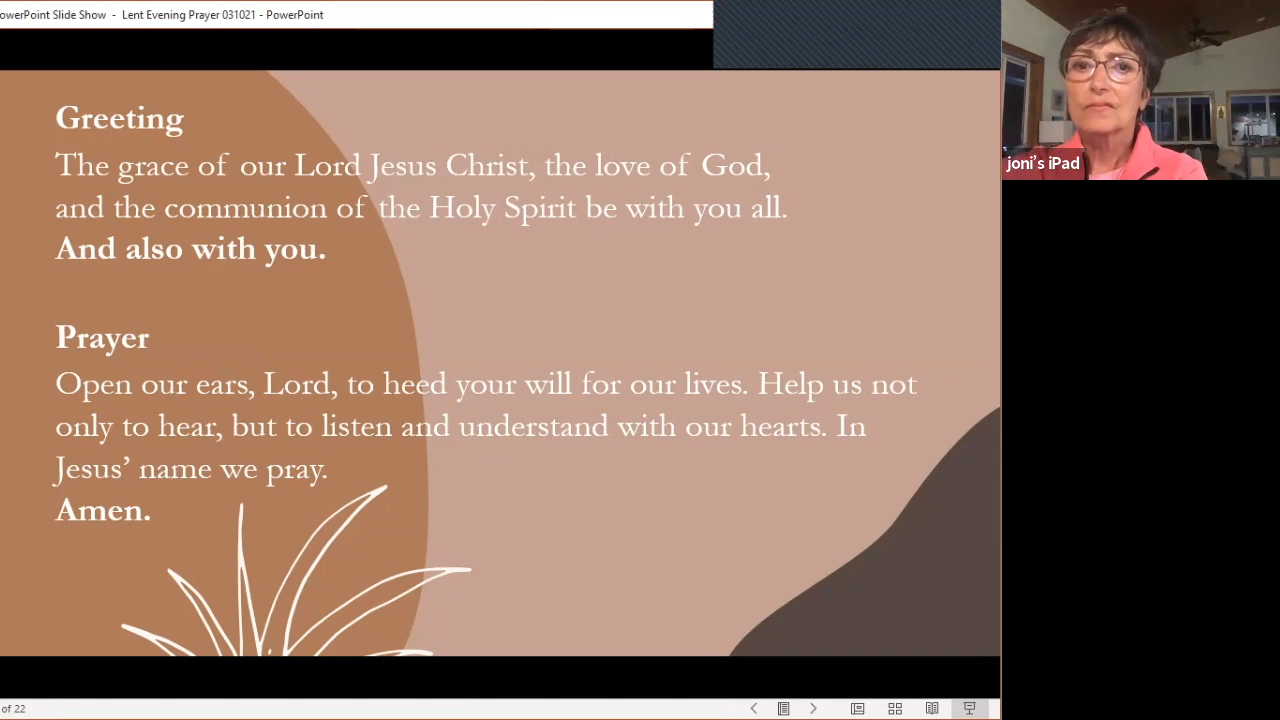 owerPoint Slide Show - Lent Evening Prayer 031021 - PowerPoint
Greeting
The grace of our Lord Jesus Christ, the love of God,
and the communion of the Holy Spirit be with you all.
And also with you.
Prayer
Open our ears, Lord, to heed your will for our lives. Help us not
only to hear, but to listen and understand with our hearts. In
Jesus’ name we pray.
Amen.
joni’s iPad
of 22